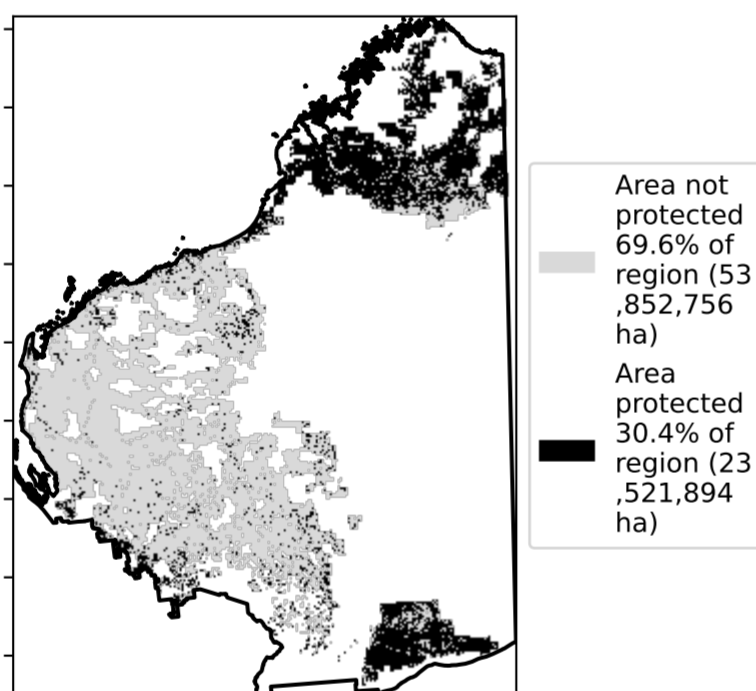 Area not
protected
69.6% of
region (53
,852,756
ha)
Area
protected
30.4% of
region (23
,521,894
ha)